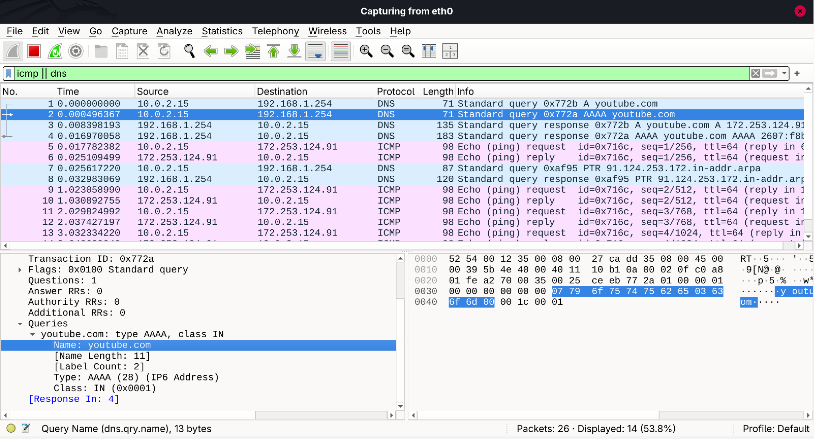 Capturing from eth0
File Edit View Go Capture Analyze Statistics Telephony Wireless Tools Help
icmp || dns
No. Time Source Destination Protocol Length Info
1 0.000000000 10.0.2.15 192.168.1.254 DNS 71 Standard query 0x772b A youtube.com
2 0.000496367 10.0.2.15 192.168.1.254 DNS 71 Standard query 0x772a AAAA youtube.com
3 0.008398193 192.168.1.254 10.0.2.15 DNS 135 Standard query response 0x772b A youtube.com A 172.253.124.91
4 0.016970058 192.168.1.254 10.0.2.15 DNS 183 Standard query response 0x772a AAAA youtube.com AAAA 2607:f8b
5 0.017782382 10.0.2.15 172.253.124.91 ICMP 98 Echo (ping) request id=0x716c, seq=1/256, ttl=64 (reply in 6
6 0.025109499 172.253.124.91 10.0.2.15 ICMP 98 Echo (ping) reply id=0x716c, seq=1/256, ttl=64 (request in
7 0.025617220 10.0.2.15 192.168.1.254 DNS 87 Standard query 0xaf95 PTR 91.124.253.172.in-addr.arpa
8 0.032983069 192.168.1.254 10.0.2.15 DNS 120 Standard query response 0xaf95 PTR 91.124.253.172.in-addr.arp
9 1.023058990 10.0.2.15 172.253.124.91 ICMP 98 Echo (ping) request id=0x716c, seq=2/512, ttl=64 (reply in 1
10 1.030892755 172.253.124.91 10.0.2.15 ICMP 98 Echo (ping) reply id=0x716c, seq=2/512, ttl=64 (request in
11 2.029824992 10.0.2.15 172.253.124.91 ICMP 98 Echo (ping) request id=0x716c, seq=3/768, ttl=64 (reply in 1
12 2.037427197 172.253.124.91 10.0.2.15 ICMP 98 Echo (ping) reply id=0x716c, seq=3/768, ttl=64 (request in
13 3.032334220 10.0.2.15 172.253.124.91 ICMP 98 Echo (ping) request id=0x716c, seq=4/1024, ttl=64 (reply in
Transaction ID: 0x772a
Flags: 0x0100 Standard query
Questions: 1
Answer RRs: 0
Authority RRs: 0
Additional RRs: 0
Queries
youtube.com: type AAAA, class IN
Name: youtube.com
[Name Length: 11]
[Label Count: 2]
Type: AAAA (28) (IP6 Address)
Class: IN (0x0001)
[Response In: 4]
0000 52 54 00 12 35 00 08 00 27 ca dd 35 08 00 45 00 RT··5··· '··5
0010 00 39 5b 4e 40 00 40 11 10 b1 0a 00 02 0f c0 a8 ·9[N@·@· ····
0020 01 fe a2 70 00 35 00 25 ce eb 77 2a 01 00 00 01 ···p·5·% ··w*
0030 00 00 00 00 00 00 07 79 6f 75 74 75 62 65 03 63 ·······y outu
0040 6f 6d 00 00 1c 00 01 om·····
Query Name (dns.qry.name), 13 bytes
Packets: 26 · Displayed: 14 (53.8%)
Profile: Default